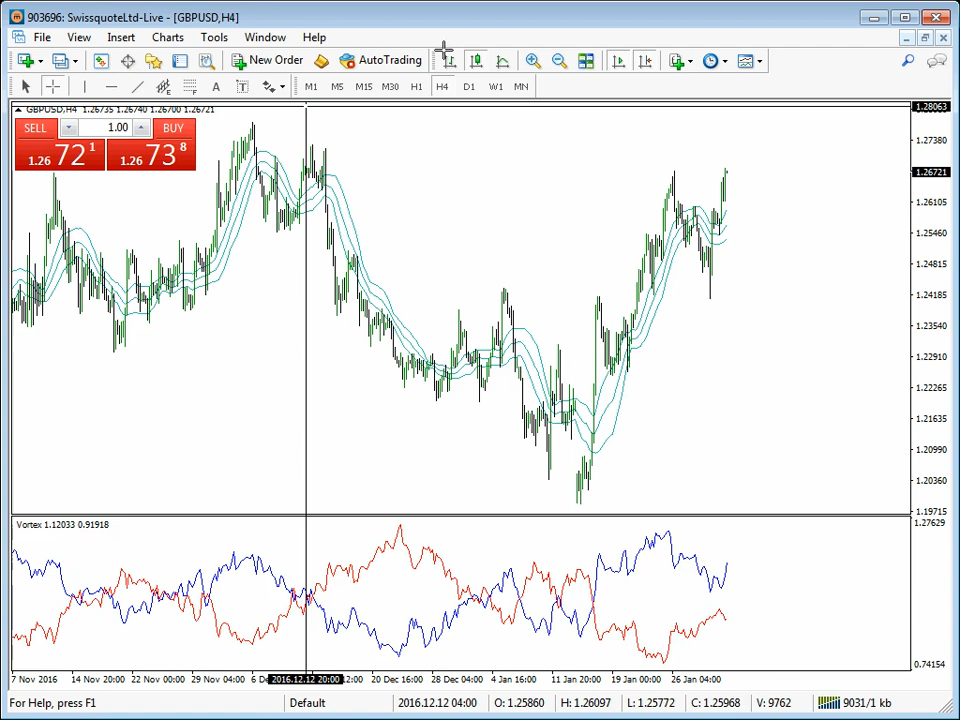 903696: SwissquoteLtd-Live - [GBPUSD,H4]
File View Insert Charts Tools Window Help
New Order AutoTrading
A T M1 M5 M15 M30 H1 H4 D1 W1 MN
GBPUSD,H4 1.26735 1.26740 1.26700 1.26721
SELL 1.00 BUY
1.26 72 1 1.26 73 8
1.28063
1.27380
1.26721
1.26105
1.25460
1.24815
1.24185
1.23540
1.22910
1.22265
1.21635
1.20990
1.20360
1.19715
Vortex 1.12033 0.91918
1.27629
0.74154
7 Nov 2016 14 Nov 20:00 22 Nov 00:00 29 Nov 04:00 6 De 2016.12.12 20:00 12:00 20 Dec 16:00 28 Dec 04:00 4 Jan 16:00 11 Jan 20:00 19 Jan 00:00 26 Jan 04:00
For Help, press F1 Default 2016.12.12 04:00 O: 1.25860 H: 1.26097 L: 1.25772 C: 1.25968 V: 9762 9031/1 kb